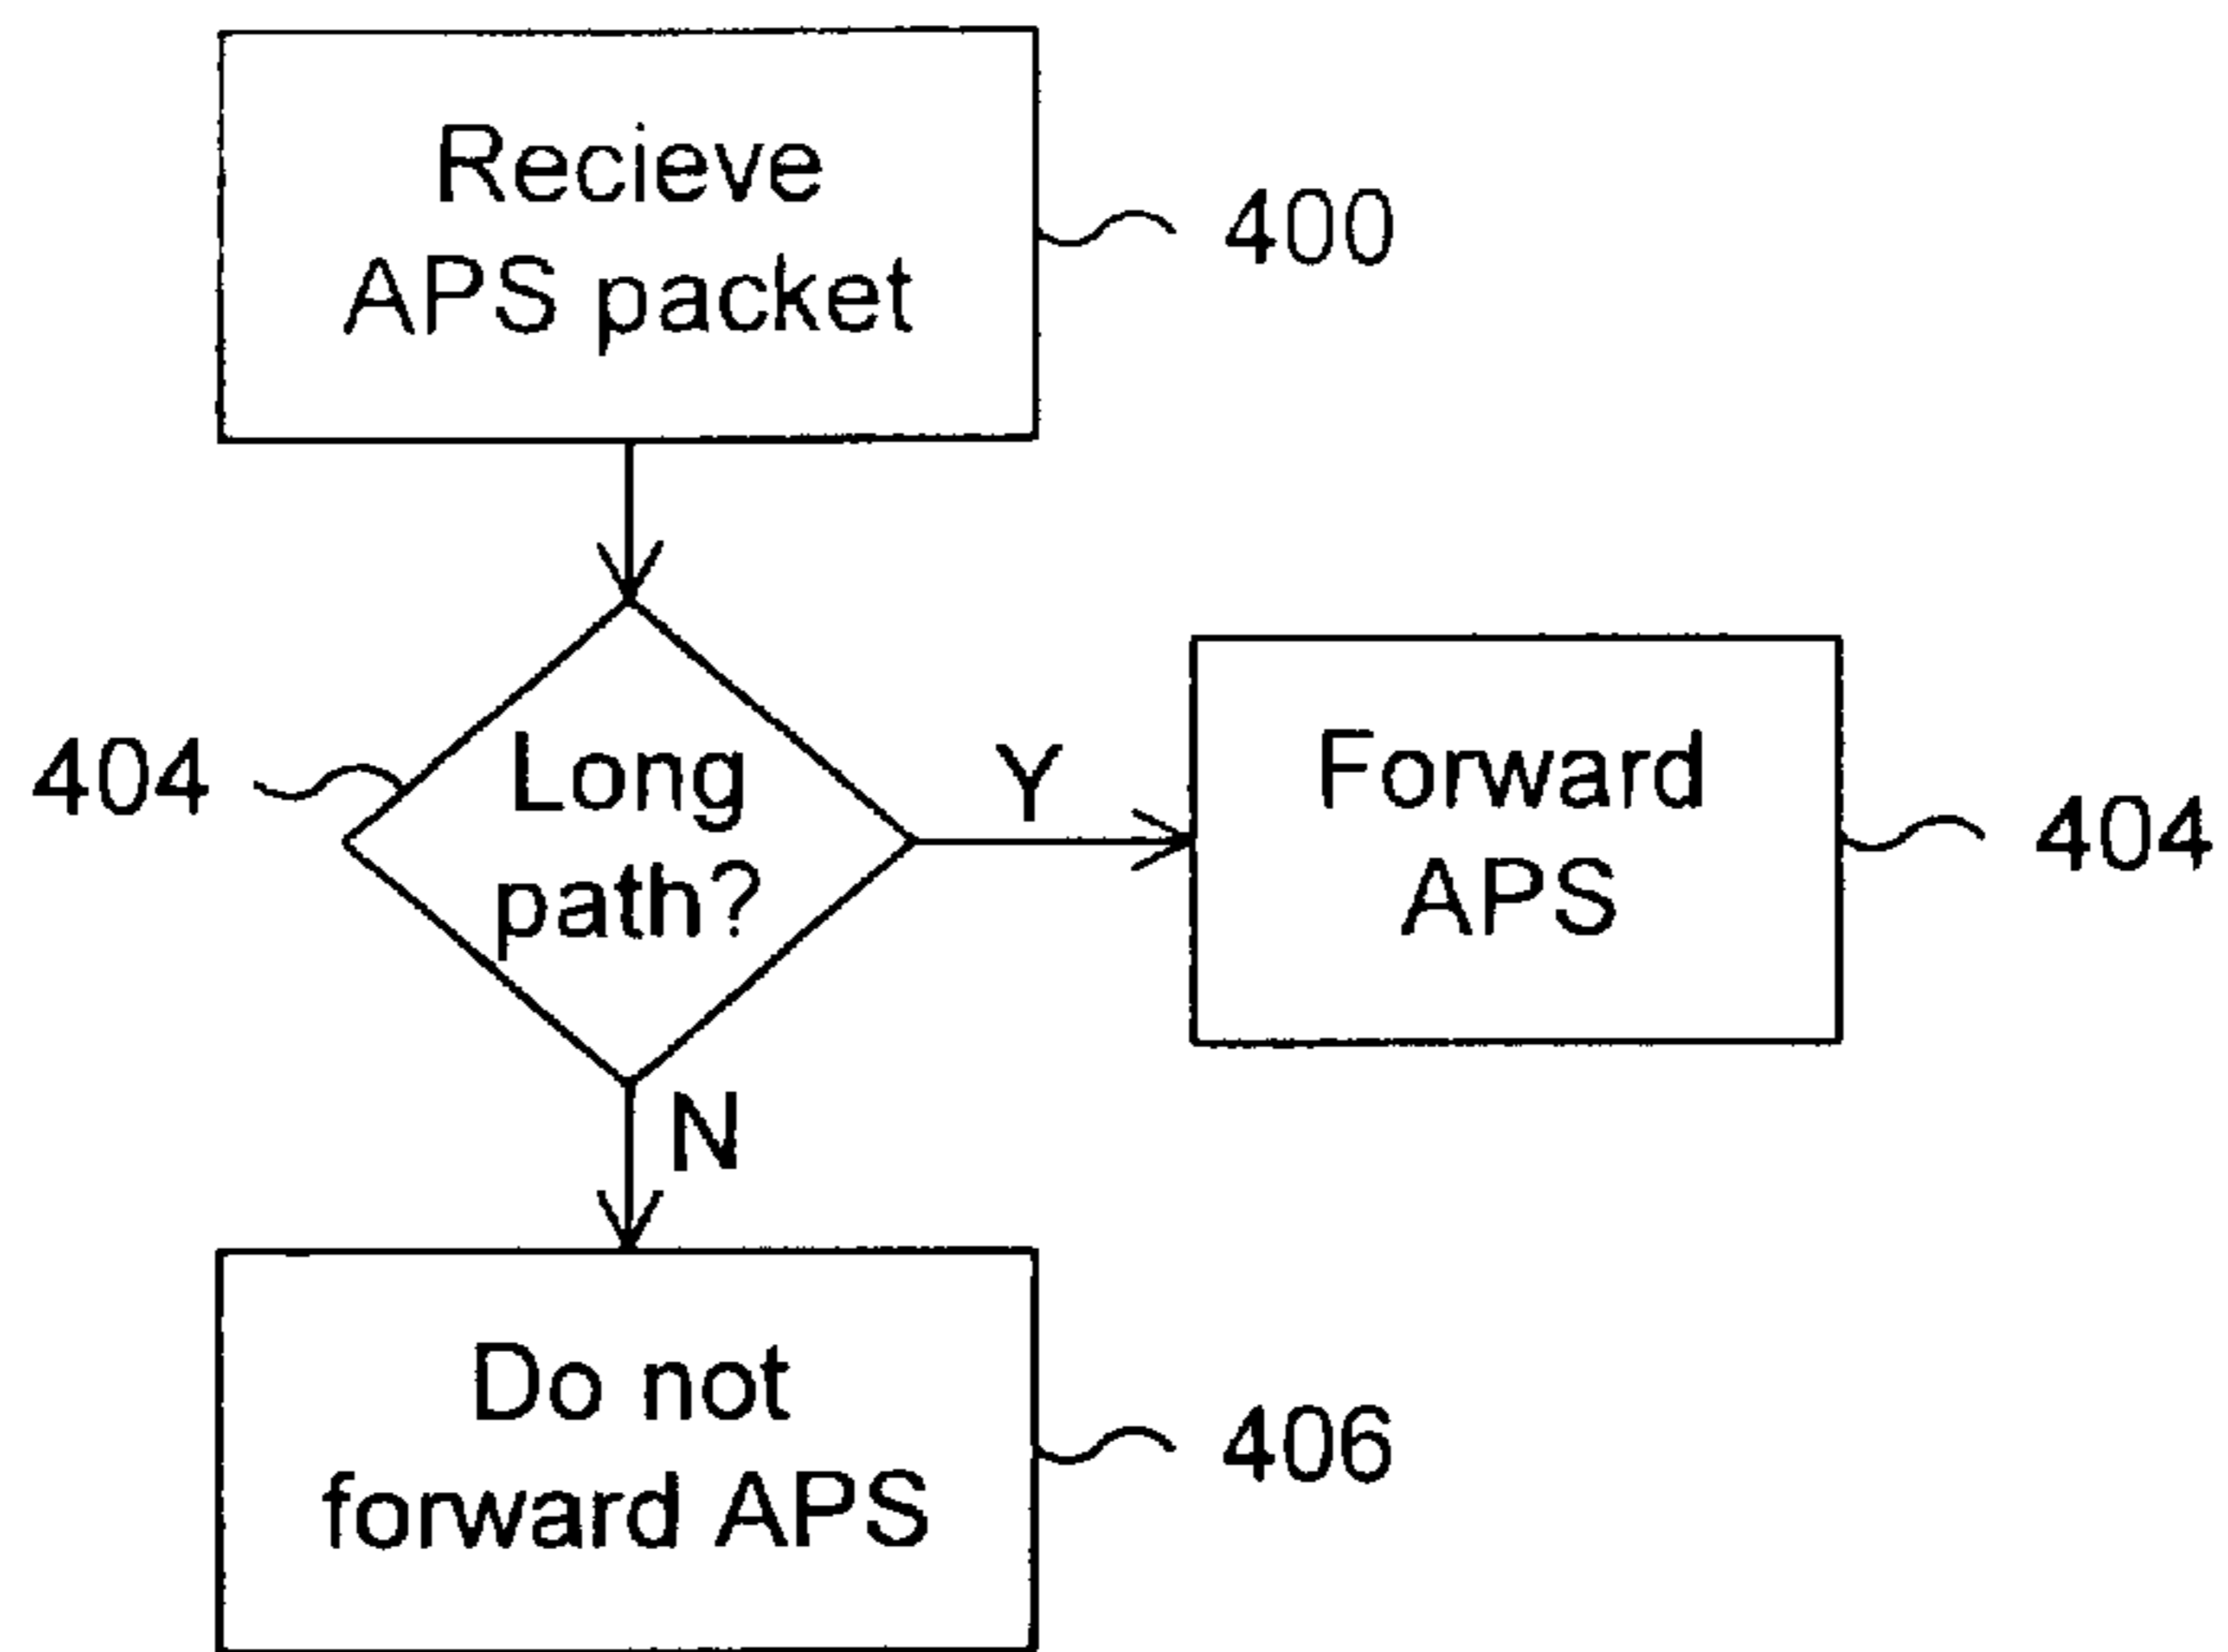 Recieve
APS packet
400
404
Long
path?
Y
Forward
APS
404
N
Do not
forward APS
406